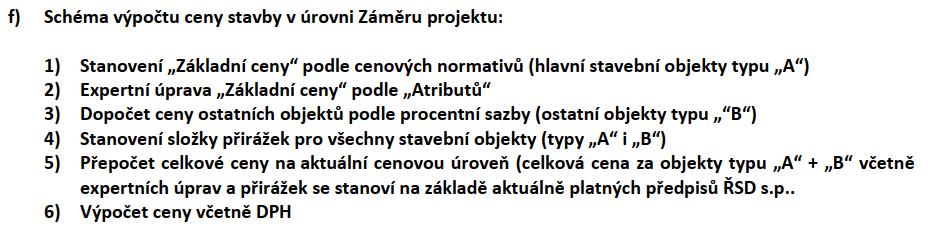 f) Schéma výpočtu ceny stavby v úrovni Záměru projektu:
1) Stanovení „Základní ceny“ podle cenových normativů (hlavní stavební objekty typu „A“)
2) Expertní úprava „Základní ceny“ podle „Atributů“
3) Dopočet ceny ostatních objektů podle procentní sazby (ostatní objekty typu „“B“)
4) Stanovení složky přirážek pro všechny stavební objekty (typy „A“ i „B“)
5) Přepočet celkové ceny na aktuální cenovou úroveň (celková cena za objekty typu „A“ + „B“ včetně
expertních úprav a přirážek se stanoví na základě aktuálně platných předpisů ŘSD s.p..
6) Výpočet ceny včetně DPH